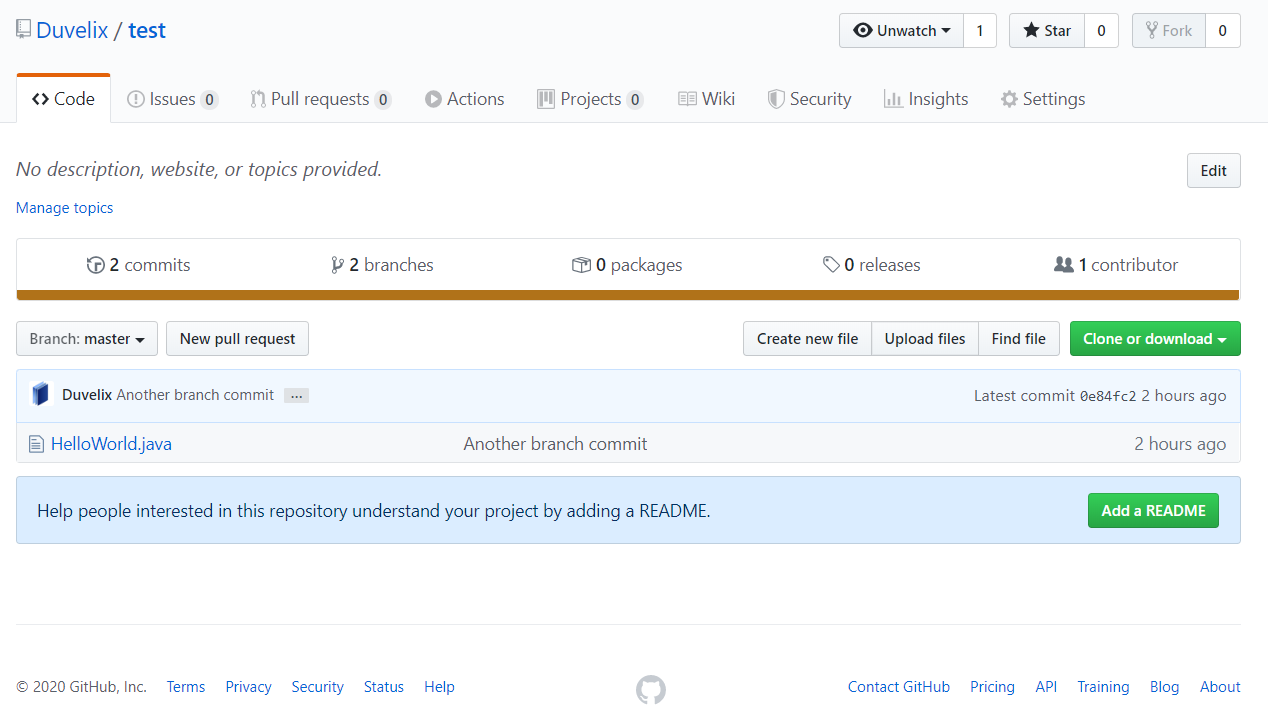 Duvelix / test
Unwatch 1 Star 0 Fork 0
Code Issues 0 Pull requests 0 Actions Projects 0 Wiki Security Insights Settings
No description, website, or topics provided. Edit
Manage topics
2 commits 2 branches 0 packages 0 releases 1 contributor
Branch: master New pull request Create new file Upload files Find file Clone or download
Duvelix Another branch commit ... Latest commit 0e84fc2 2 hours ago
HelloWorld.java Another branch commit 2 hours ago
Help people interested in this repository understand your project by adding a README. Add a README
© 2020 GitHub, Inc. Terms Privacy Security Status Help Contact GitHub Pricing API Training Blog About